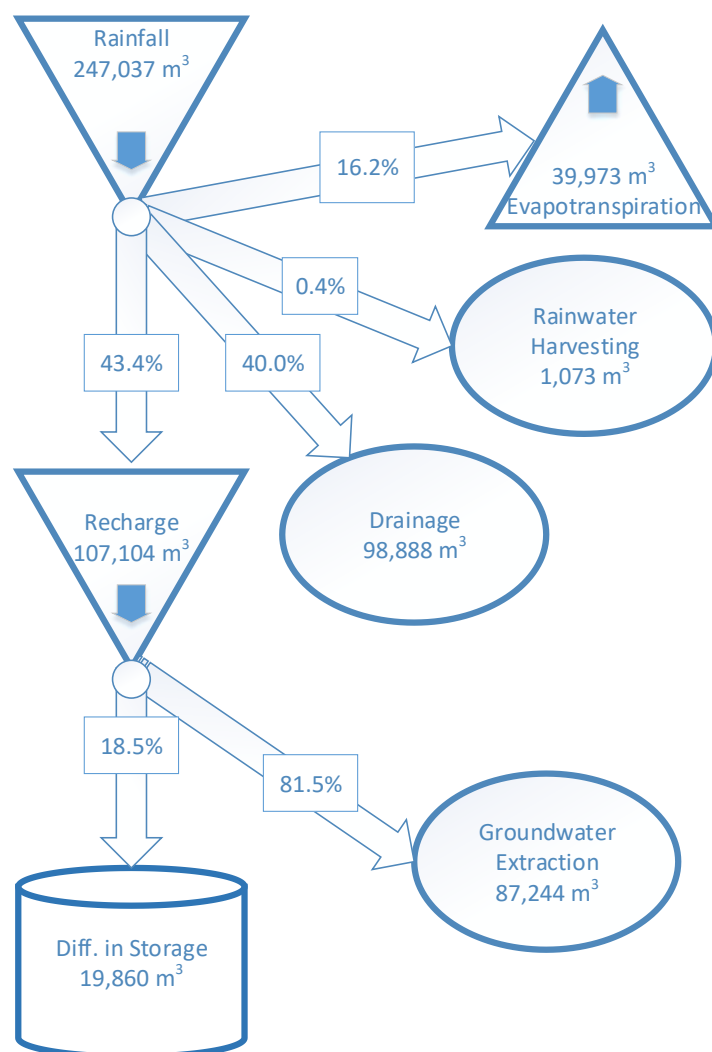 Rainfall
247,037 m³
16.2%
39,973 m³
Evapotranspiration
0.4%
Rainwater
Harvesting
1,073 m³
43.4%
40.0%
Recharge
107,104 m³
Drainage
98,888 m³
18.5%
81.5%
Groundwater
Extraction
87,244 m³
Diff. in Storage
19,860 m³